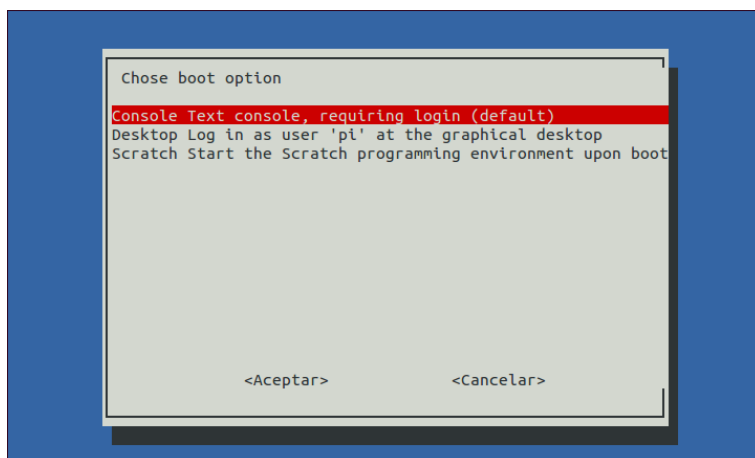 Chose boot option
Console Text console, requiring login (default)
Desktop Log in as user 'pi' at the graphical desktop
Scratch Start the Scratch programming environment upon boot
<Aceptar> <Cancelar>